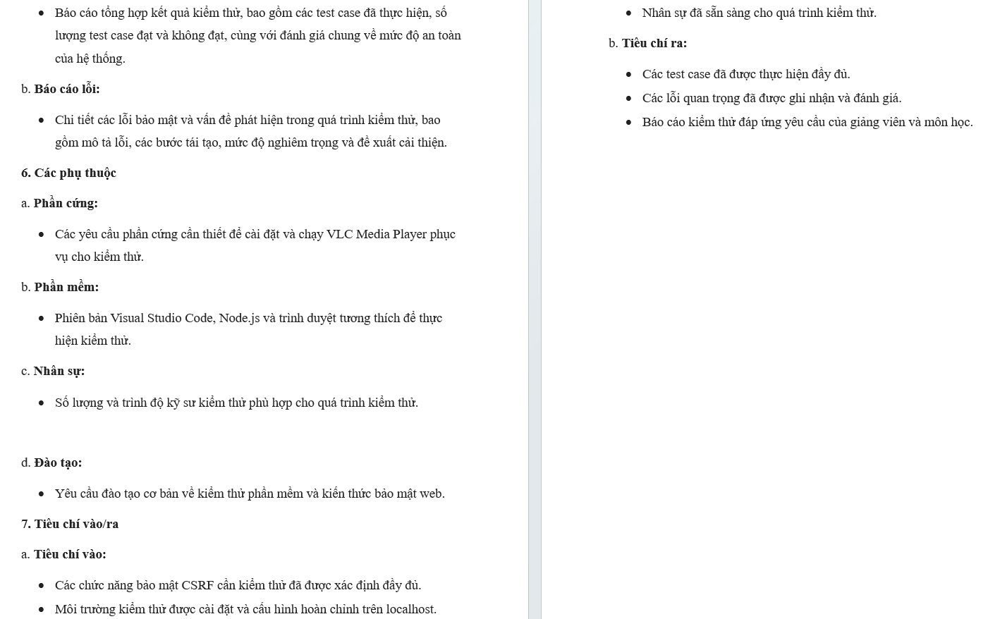 • Báo cáo tổng hợp kết quả kiểm thử, bao gồm các test case đã thực hiện, số
lượng test case đạt và không đạt, cùng với đánh giá chung về mức độ an toàn
của hệ thống.
b. Báo cáo lỗi:
• Chi tiết các lỗi bảo mật và vấn đề phát hiện trong quá trình kiểm thử, bao
gồm mô tả lỗi, các bước tái tạo, mức độ nghiêm trọng và đề xuất cải thiện.
6. Các phụ thuộc
a. Phần cứng:
• Các yêu cầu phần cứng cần thiết để cài đặt và chạy VLC Media Player phục
vụ cho kiểm thử.
b. Phần mềm:
• Phiên bản Visual Studio Code, Node.js và trình duyệt tương thích để thực
hiện kiểm thử.
c. Nhân sự:
• Số lượng và trình độ kỹ sư kiểm thử phù hợp cho quá trình kiểm thử.
d. Đào tạo:
• Yêu cầu đào tạo cơ bản về kiểm thử phần mềm và kiến thức bảo mật web.
7. Tiêu chí vào/ra
a. Tiêu chí vào:
• Các chức năng bảo mật CSRF cần kiểm thử đã được xác định đầy đủ.
• Môi trường kiểm thử được cài đặt và cấu hình hoàn chỉnh trên localhost.
• Nhân sự đã sẵn sàng cho quá trình kiểm thử.
b. Tiêu chí ra:
• Các test case đã được thực hiện đầy đủ.
• Các lỗi quan trọng đã được ghi nhận và đánh giá.
• Báo cáo kiểm thử đáp ứng yêu cầu của giảng viên và môn học.